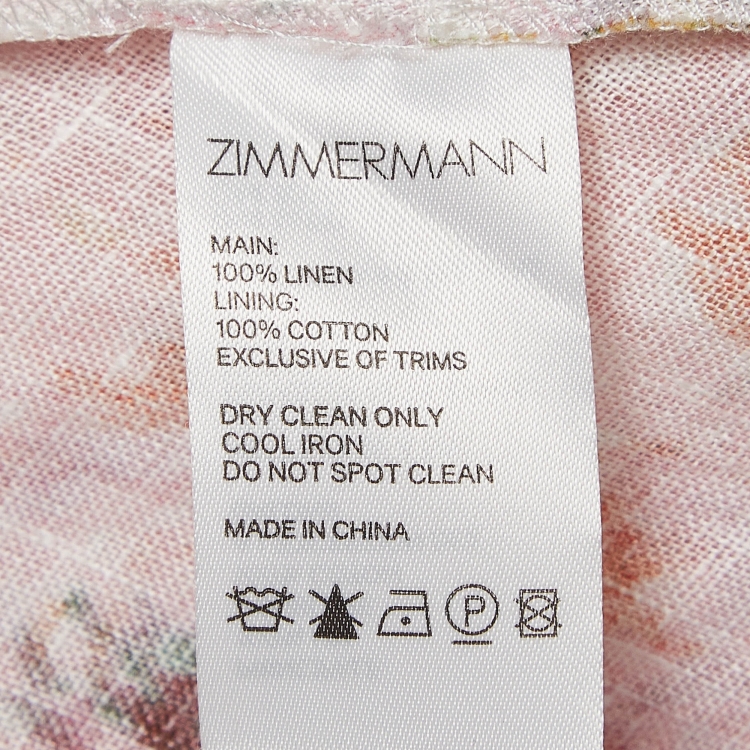 ZIMMERMANN
MAIN:
100% LINEN
LINING:
100% COTTON
EXCLUSIVE OF TRIMS
DRY CLEAN ONLY
COOL IRON
DO NOT SPOT CLEAN
MADE IN CHINA
P